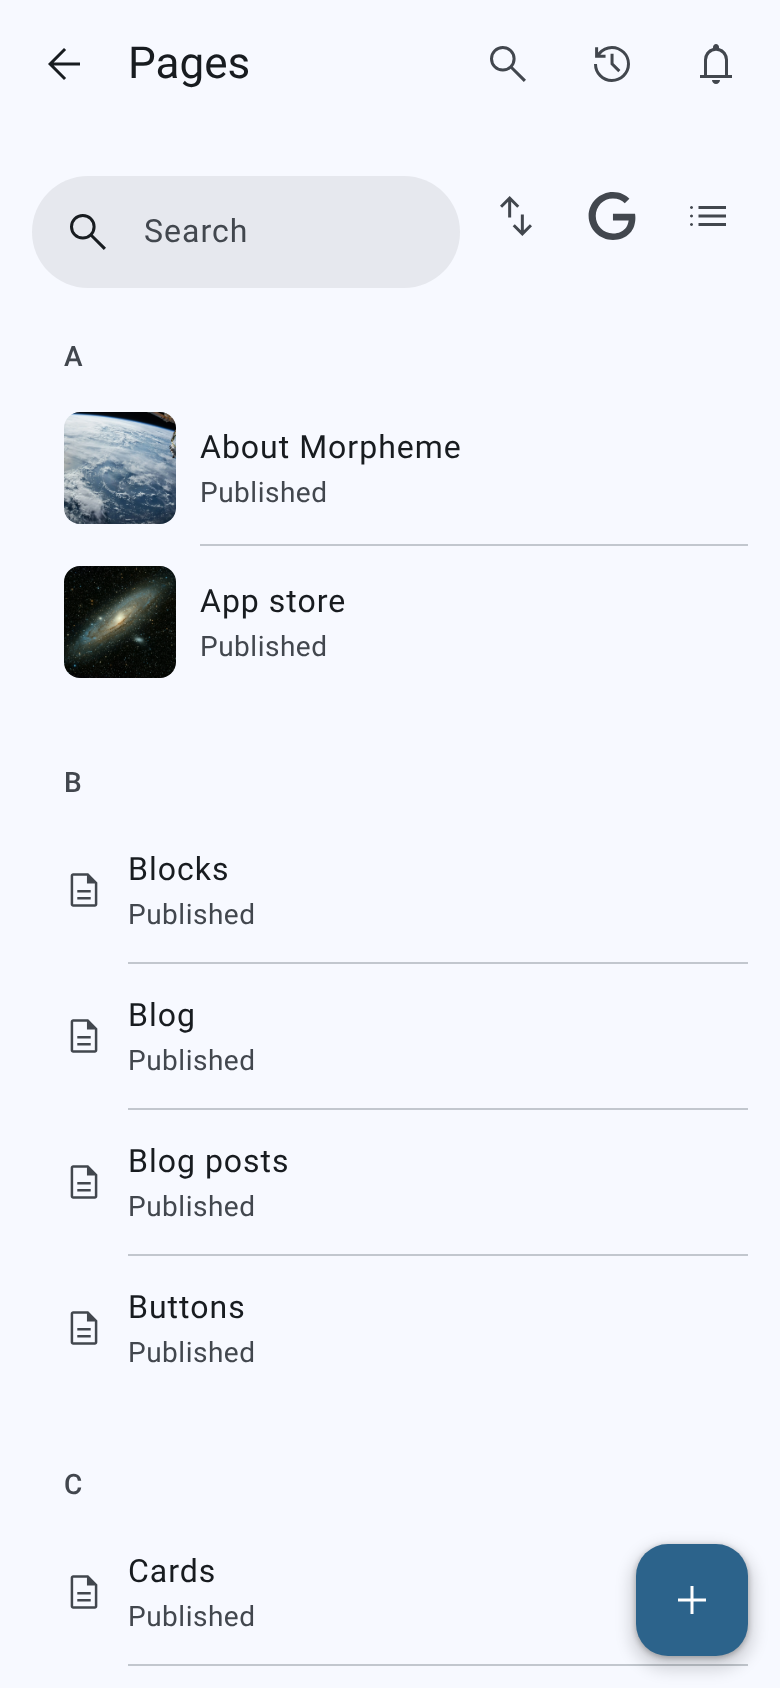 Pages
Search
A
About Morpheme
Published
App store
Published
B
Blocks
Published
Blog
Published
Blog posts
Published
Buttons
Published
C
Cards
Published